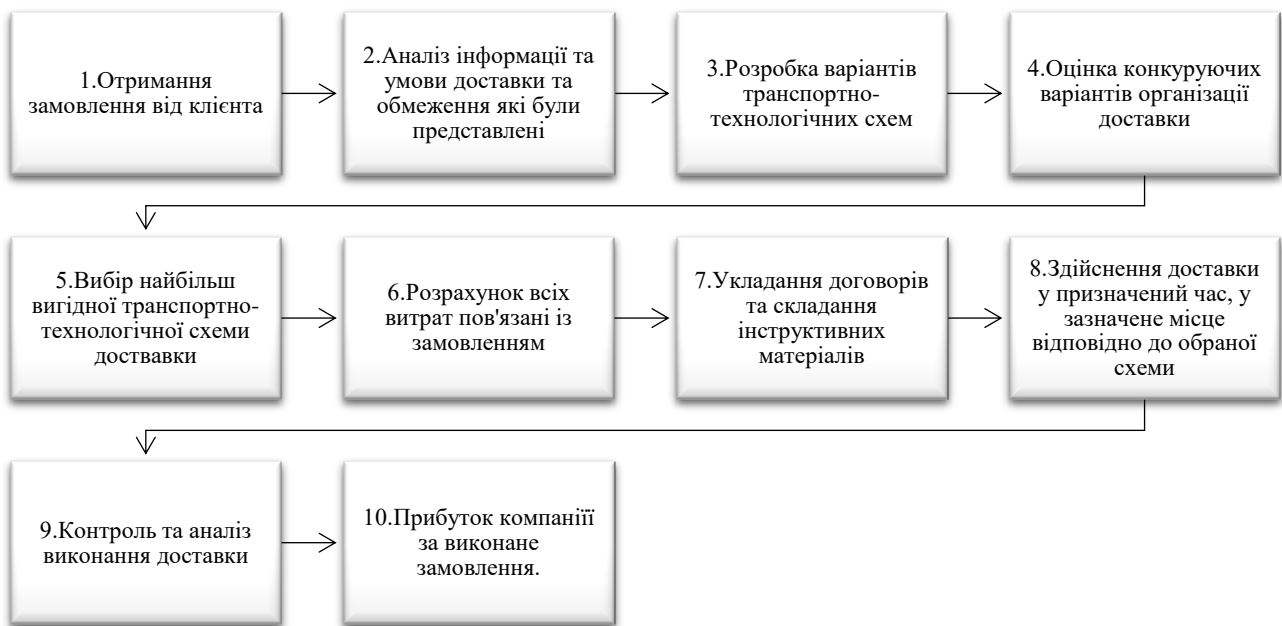 1.Отримання
замовлення від клієнта
2.Аналіз інформації та
умови доставки та
обмеження які були
представлені
3.Розробка варіантів
транспортно-
технологічних схем
4.Оцінка конкуруючих
варіантів організації
доставки
5.Вибір найбільш
вигідної транспортно-
технологічної схеми
доствавки
6.Розрахунок всіх
витрат пов'язані із
замовленням
7.Укладання договорів
та складання
інструктивних
матеріалів
8.Здійснення доставки
у призначений час, у
зазначене місце
відповідно до обраної
схеми
9.Контроль та аналіз
виконання доставки
10.Прибуток компаніїї
за виконане
замовлення.